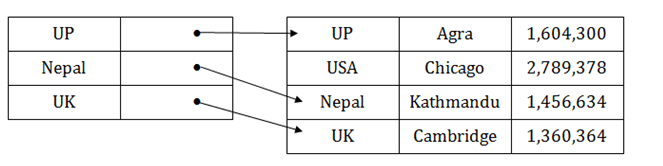 UP UP Agra 1,604,300
Nepal USA Chicago 2,789,378
UK Nepal Kathmandu 1,456,634
UK Cambridge 1,360,364